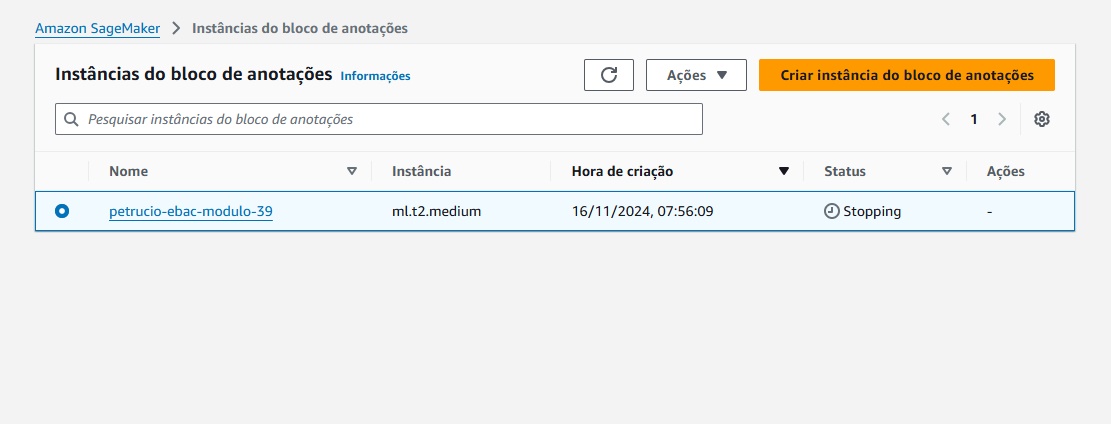 Amazon SageMaker > Instâncias do bloco de anotações
Instâncias do bloco de anotações Informações Ações Criar instância do bloco de anotações
Pesquisar instâncias do bloco de anotações 1
Nome Instância Hora de criação Status Ações
petrucio-ebac-modulo-39 ml.t2.medium 16/11/2024, 07:56:09 Stopping -